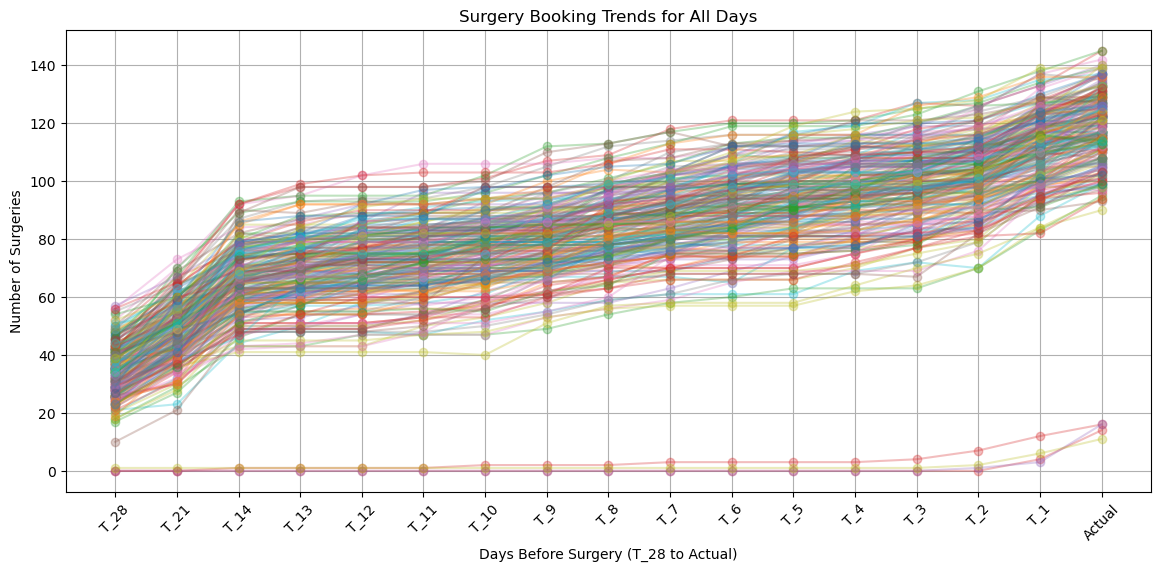 Surgery Booking Trends for All Days
Number of Surgeries
140
120
100
80
60
40
20
0
T_28
T_21
T_14
T_13
T_12
T_11
T_10
T_9
T_8
T_7
T_6
T_5
T_4
T_3
T_2
T_1
Actual
Days Before Surgery (T_28 to Actual)